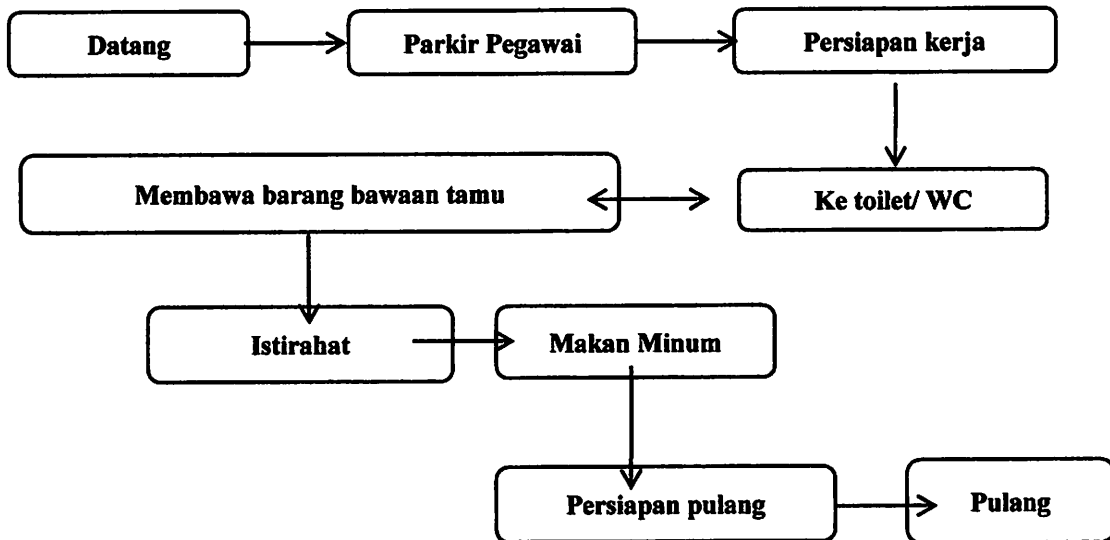 Datang
Parkir Pegawai
Persiapan kerja
Membawa barang bawaan tamu
Ke toilet/ WC
Istirahat
Makan Minum
Persiapan pulang
Pulang